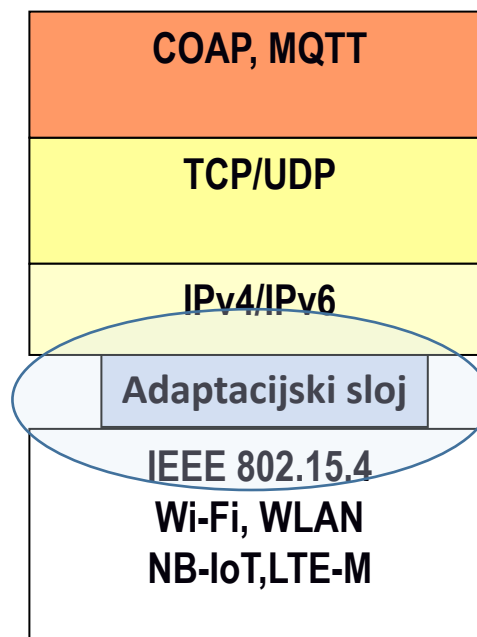 COAP, MQTT
TCP/UDP
IPv4/IPv6
Adaptacijski sloj
IEEE 802.15.4
Wi-Fi, WLAN
NB-IoT,LTE-M